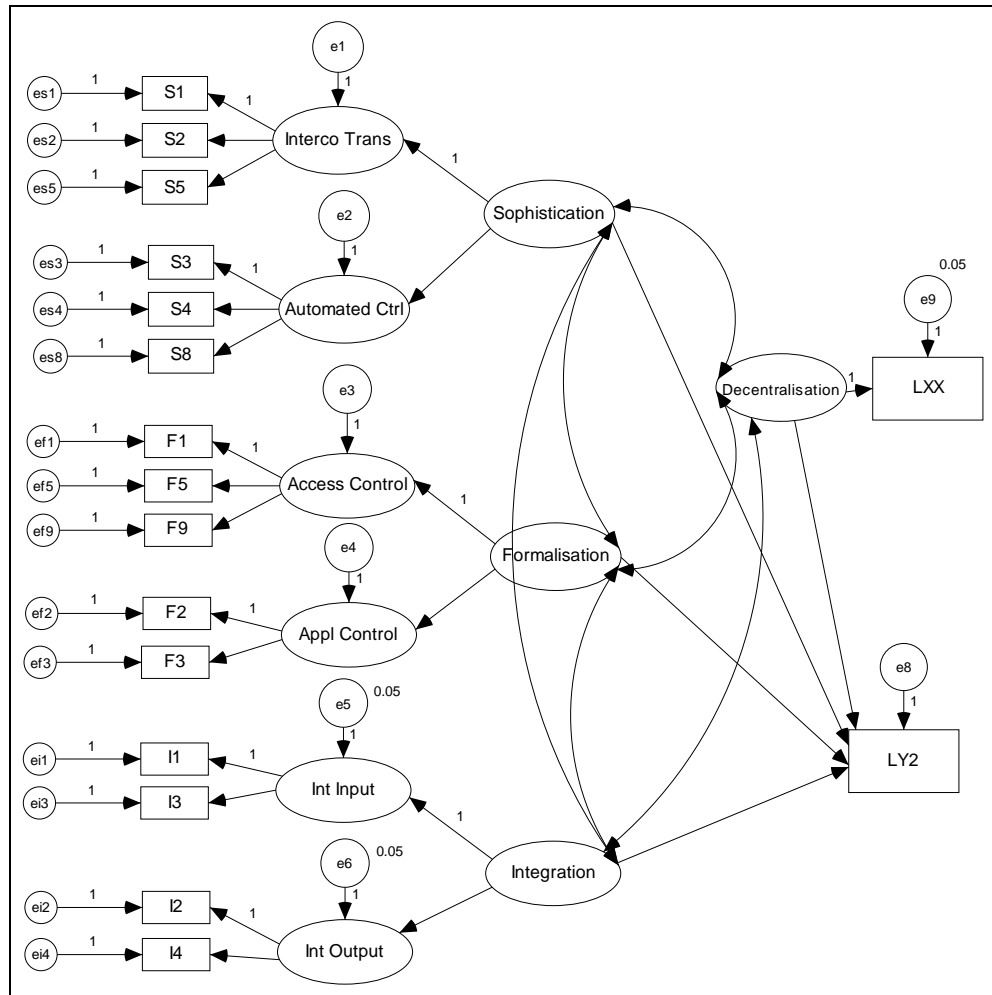 e1
1
es1
1
S1
1
es2
1
S2
Interco Trans
es5
1
S5
1
Sophistication
e2
1
es3
1
S3
1
es4
1
S4
Automated Ctrl
es8
1
S8
0.05
e9
1
Decentralisation
1
LXX
e3
1
ef1
1
F1
1
ef5
1
F5
Access Control
ef9
1
F9
1
Formalisation
e4
1
ef2
1
F2
1
Appl Control
ef3
1
F3
e8
1
LY2
e5
0.05
1
ei1
1
I1
1
Int Input
ei3
1
I3
1
Integration
e6
0.05
1
ei2
1
I2
1
Int Output
ei4
1
I4